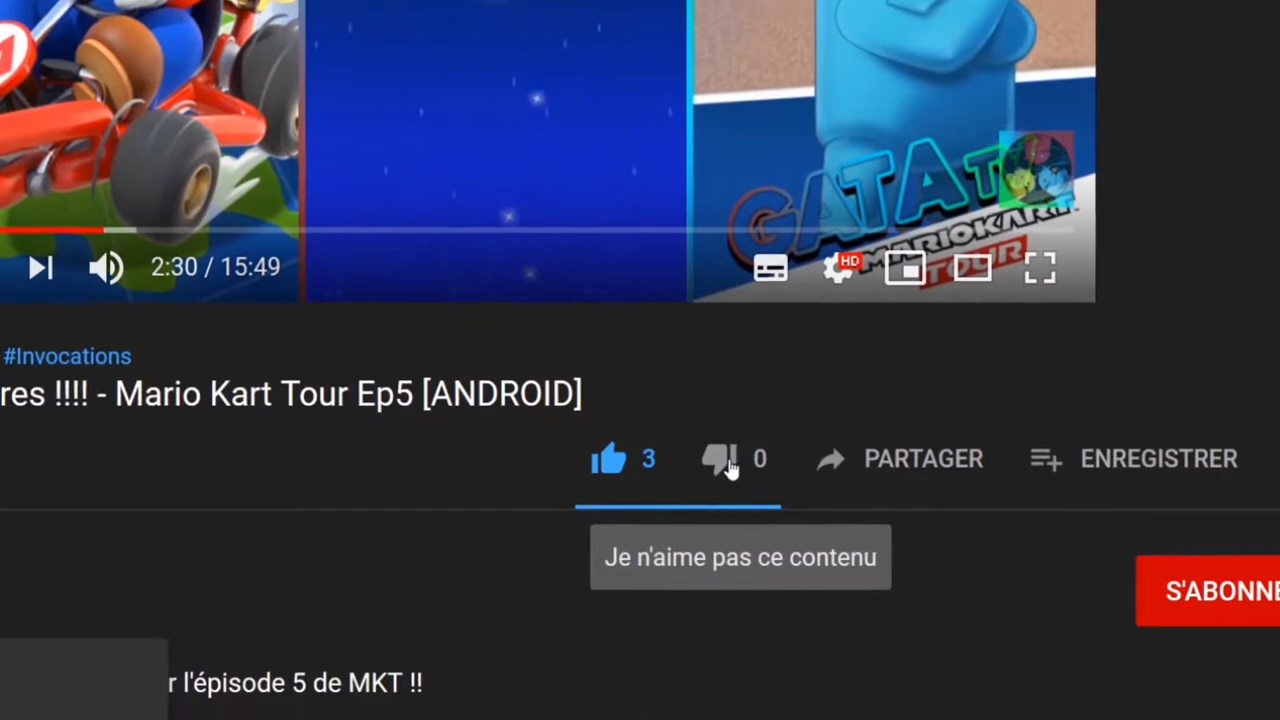 GATAT
MARIOKART
TOUR
2:30 / 15:49
HD
#Invocations
res !!!! - Mario Kart Tour Ep5 [ANDROID]
3 0 PARTAGER ENREGISTRER
Je n'aime pas ce contenu
S'ABONNE
r l'épisode 5 de MKT !!